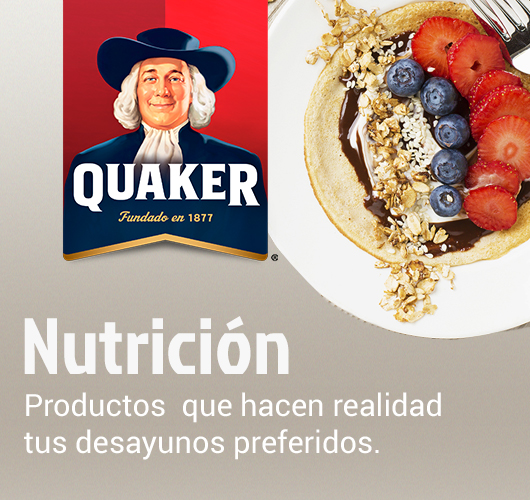 QUAKER
Fundado en 1877
®
Nutrición
Productos  que hacen realidad
tus desayunos preferidos.